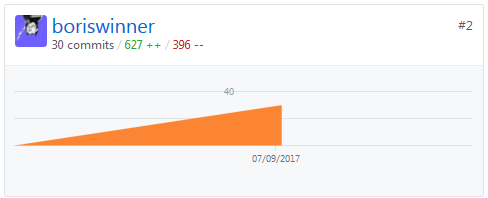 boriswinner #2
30 commits / 627 ++ / 396 --
40
07/09/2017